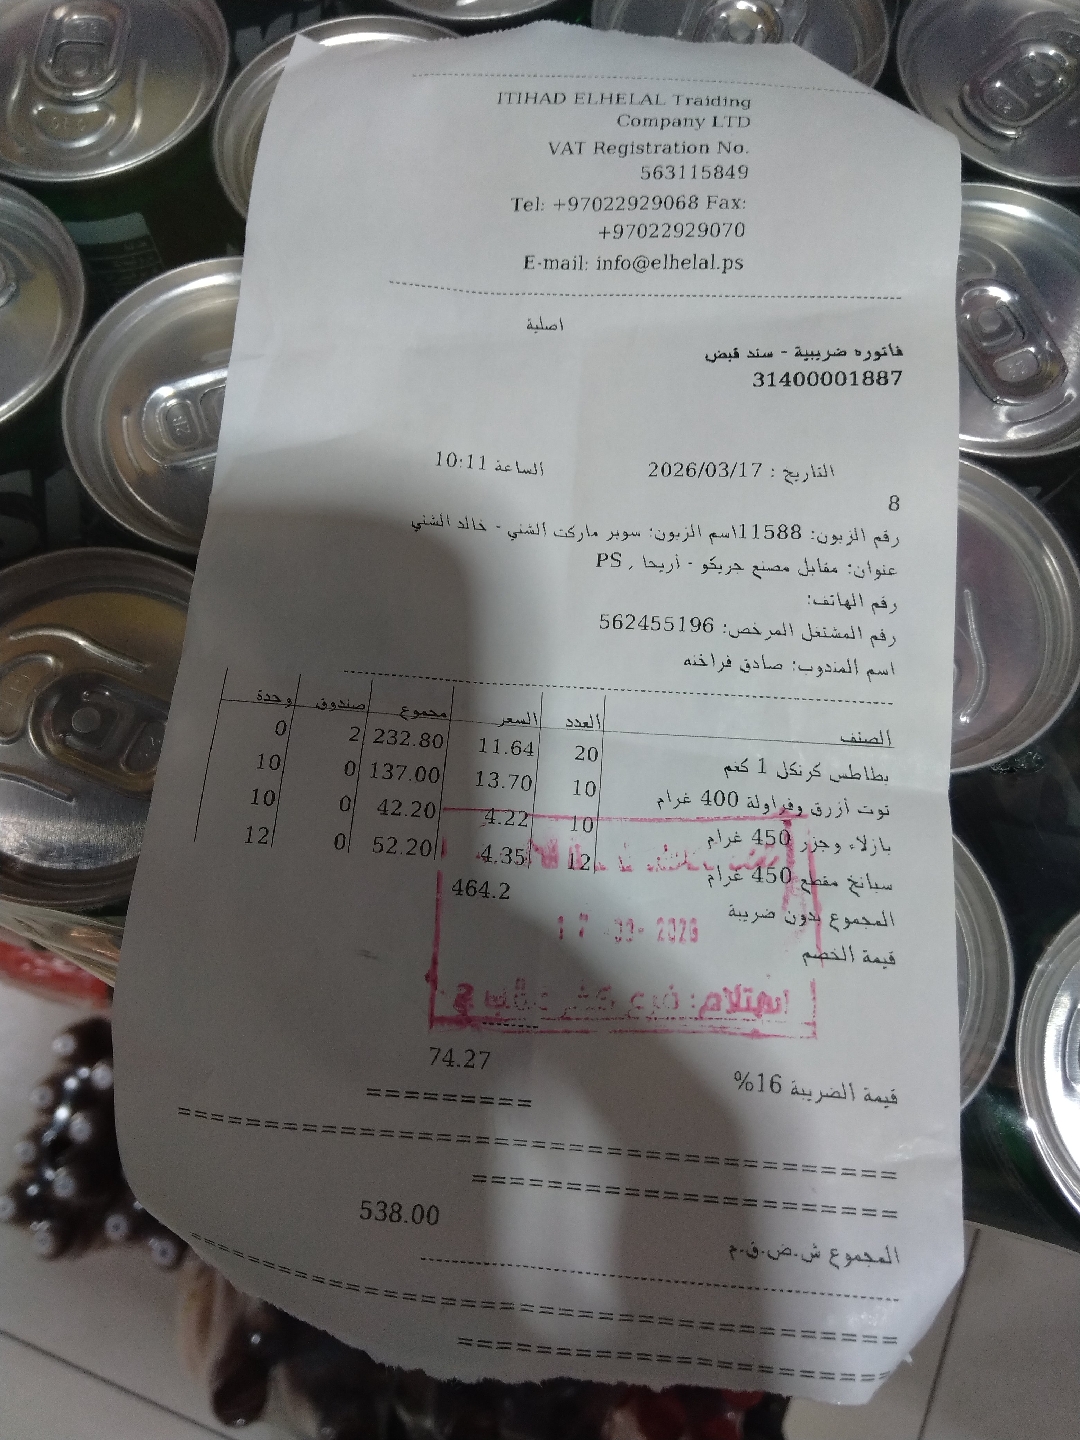 ITIHAD ELHELAL Traiding
Company LTD
VAT Registration No.
563115849
Tel: +97022929068 Fax:
+97022929070
E-mail: info@elhelal.ps
اصلية
فاتوره ضريبية - سند قبض
31400001887
التاريخ : 2026/03/17 الساعة 10:11
8
رقم الزبون: 11588اسم الزبون: سوبر ماركت الشني - خالد الشني
عنوان: مقابل مصنع جريكو - أريحا , PS
رقم الهاتف:
رقم المشتغل المرخص: 562455196
اسم المندوب: صادق فراخنه
الصنف العدد السعر مجموع صندوق وحدة
بطاطس كرنكل 1 كغم 20 11.64 232.80 2 0
توت أزرق وفراولة 400 غرام 10 13.70 137.00 0 10
بازلاء وجزر 450 غرام 10 4.22 42.20 0 10
سبانخ مقطع 450 غرام 12 4.35 52.20 0 12
المجموع بدون ضريبة 464.2
قيمة الخصم
17 -03- 2026
استلام: فرع
قيمة الضريبة 16% 74.27
538.00
المجموع ش.ض.ق.م